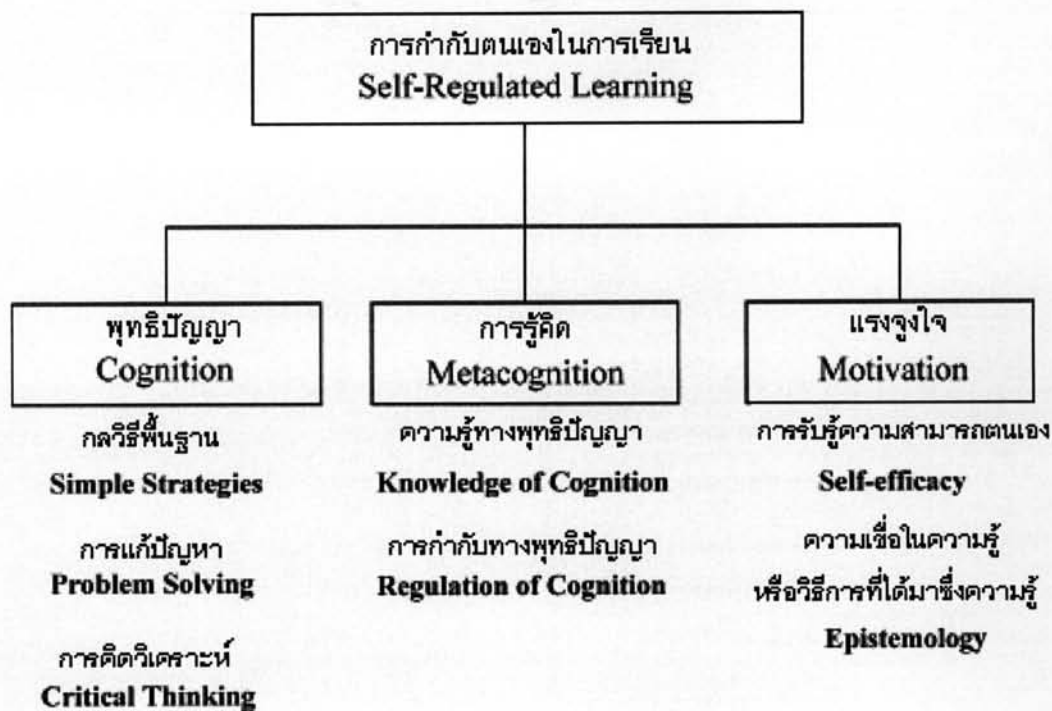 การกำกับตนเองในการเรียน
Self-Regulated Learning
พุทธิปัญญา
Cognition
กลวิธีพื้นฐาน
Simple Strategies
การแก้ปัญหา
Problem Solving
การคิดวิเคราะห์
Critical Thinking
การรู้คิด
Metacognition
ความรู้ทางพุทธิปัญญา
Knowledge of Cognition
การกำกับทางพุทธิปัญญา
Regulation of Cognition
แรงจูงใจ
Motivation
การรับรู้ความสามารถตนเอง
Self-efficacy
ความเชื่อในความรู้
หรือวิธีการที่ได้มาซึ่งความรู้
Epistemology